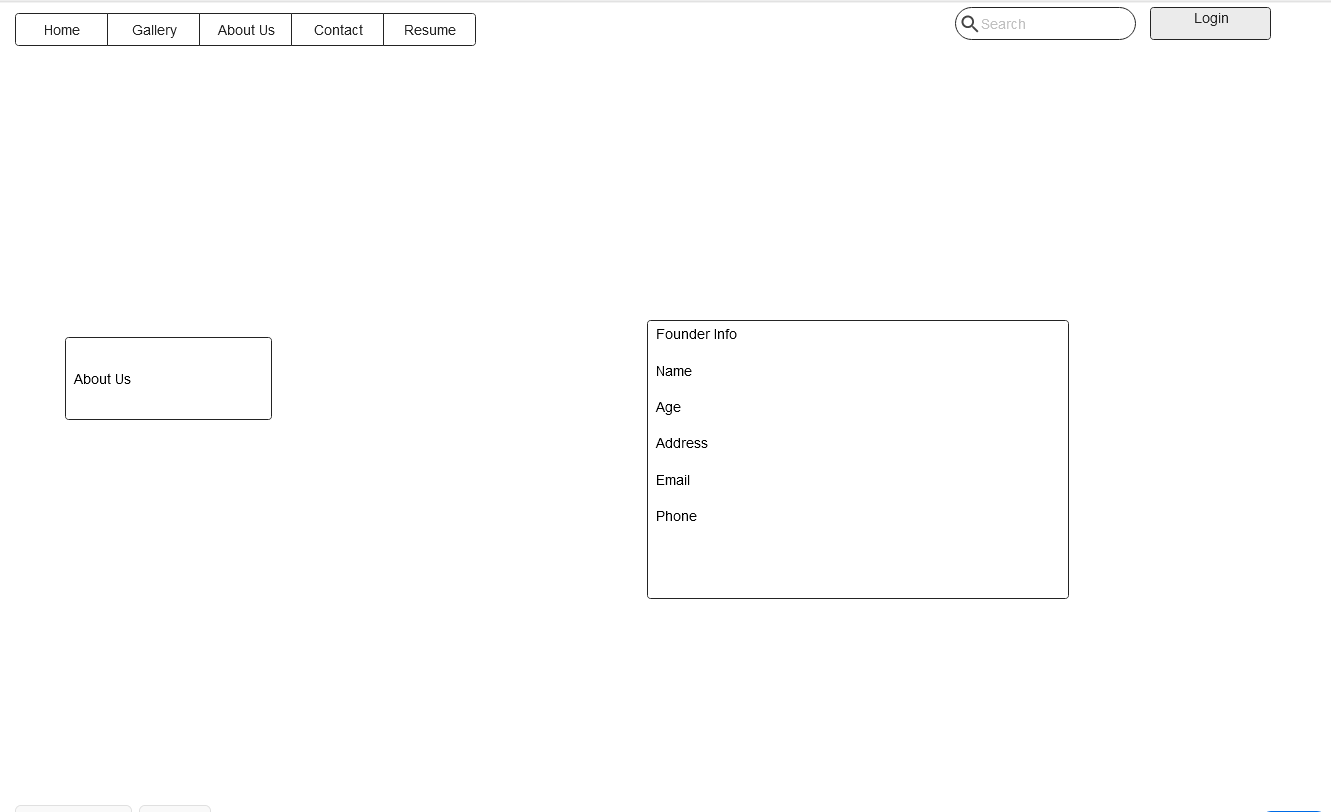 Home Gallery About Us Contact Resume
Search
Login
About Us
Founder Info
Name
Age
Address
Email
Phone